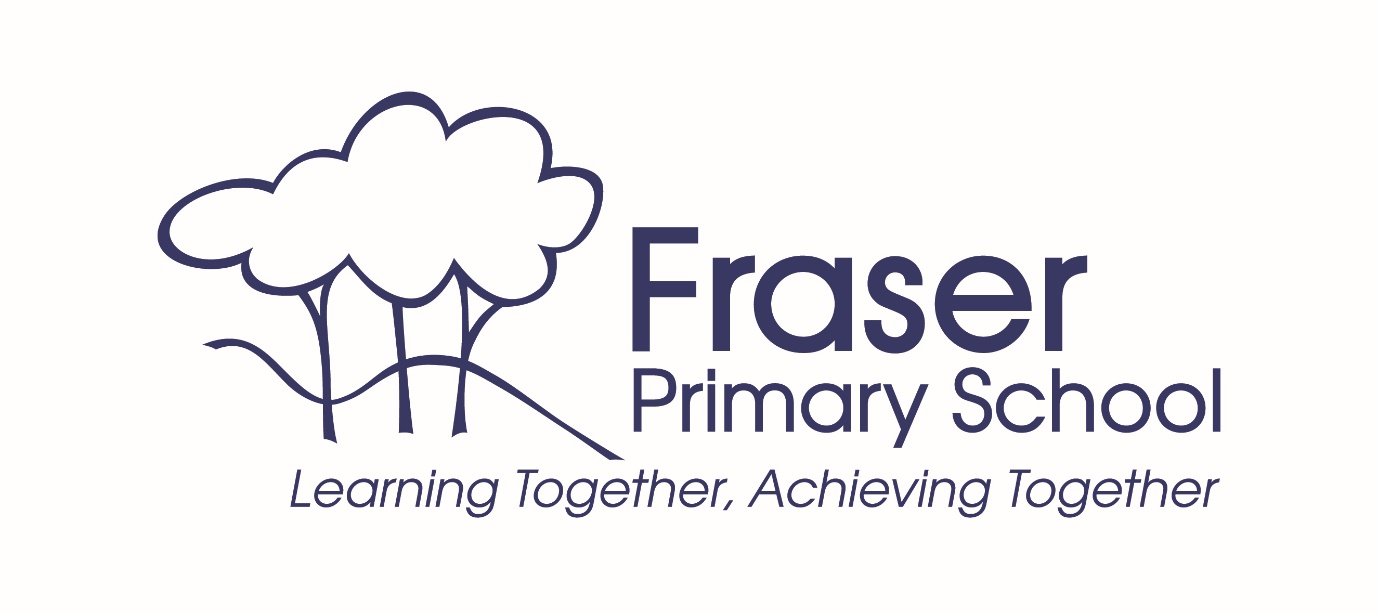 Fraser
Primary School
Learning Together, Achieving Together